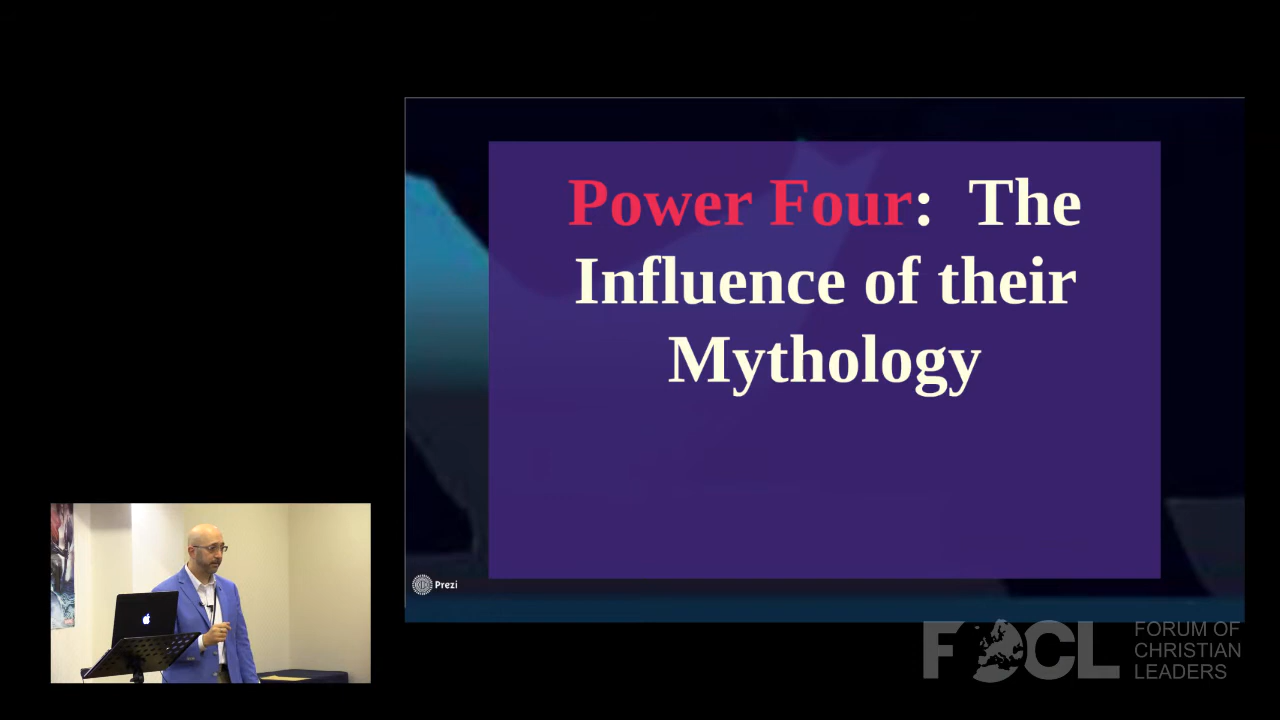 Power Four: The
Influence of their
Mythology
Prezi
FOCL
FORUM OF
CHRISTIAN
LEADERS